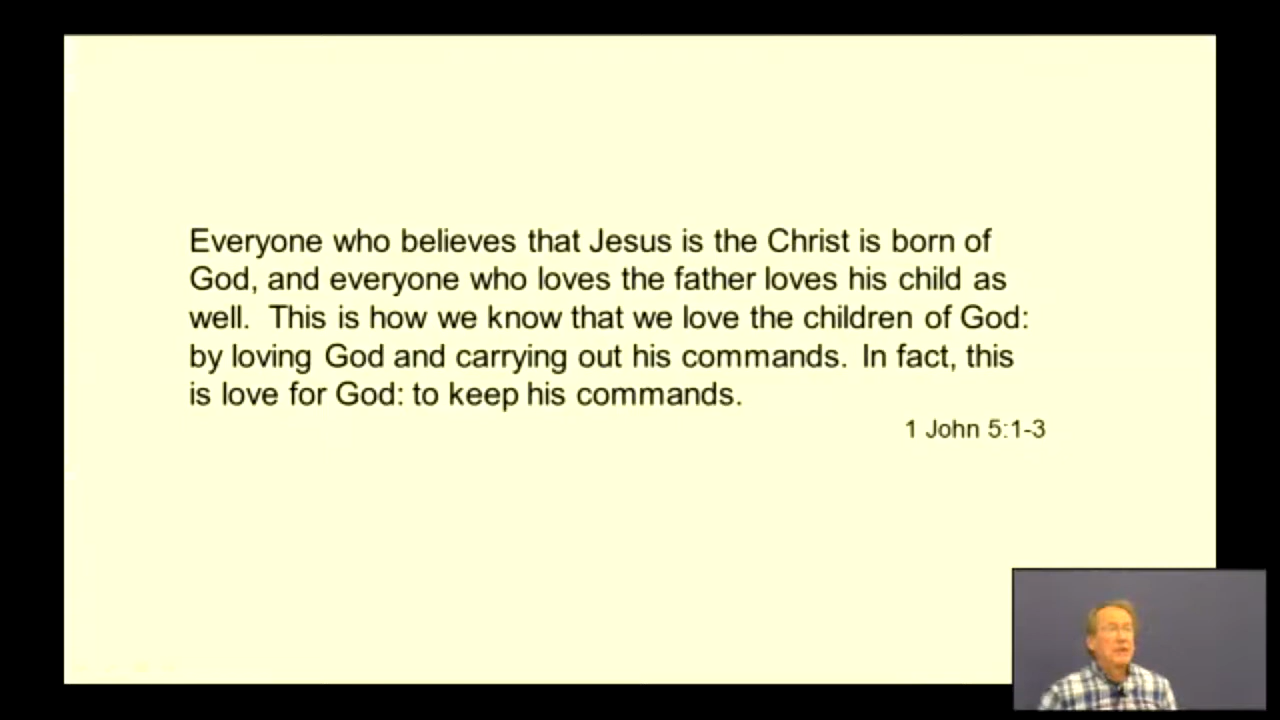 Everyone who believes that Jesus is the Christ is born of
God, and everyone who loves the father loves his child as
well.  This is how we know that we love the children of God:
by loving God and carrying out his commands.  In fact, this
is love for God: to keep his commands.
1 John 5:1-3